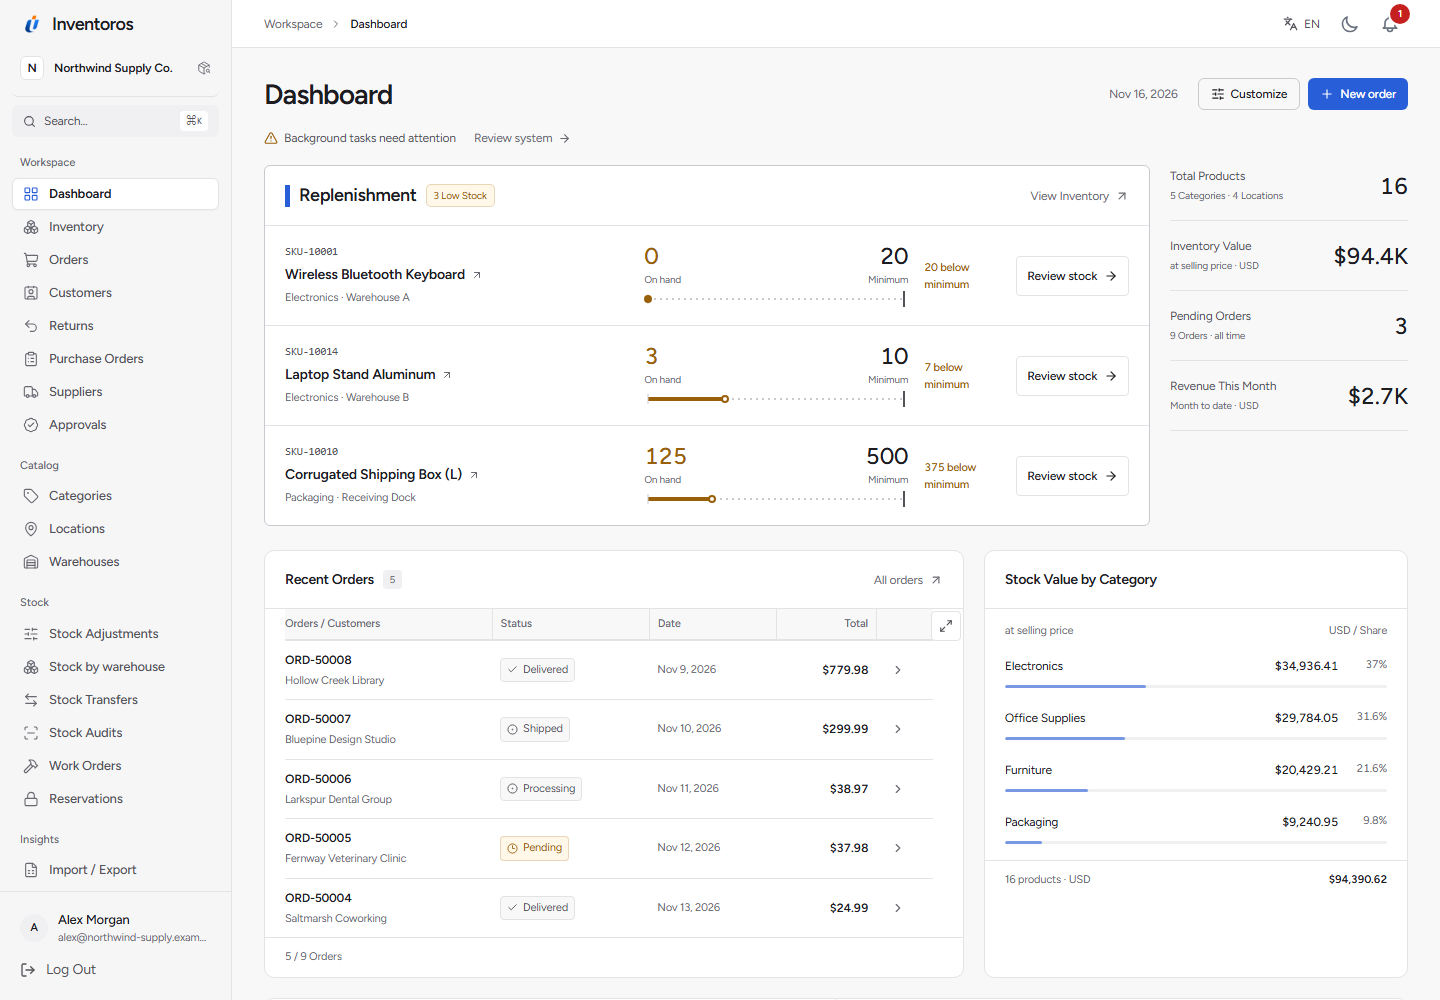 Inventoros
N Northwind Supply Co.
Search... ⌘K
Workspace
Dashboard
Inventory
Orders
Customers
Returns
Purchase Orders
Suppliers
Approvals
Catalog
Categories
Locations
Warehouses
Stock
Stock Adjustments
Stock by warehouse
Stock Transfers
Stock Audits
Work Orders
Reservations
Insights
Import / Export
A
Alex Morgan
alex@northwind-supply.exam...
Log Out
Workspace Dashboard
EN
1
Dashboard
Nov 16, 2026
Customize
New order
Background tasks need attention Review system
Replenishment 3 Low Stock
View Inventory
SKU-10001
Wireless Bluetooth Keyboard
Electronics · Warehouse A
0
On hand
20
Minimum
20 below
minimum
Review stock
SKU-10014
Laptop Stand Aluminum
Electronics · Warehouse B
3
On hand
10
Minimum
7 below
minimum
Review stock
SKU-10010
Corrugated Shipping Box (L)
Packaging · Receiving Dock
125
On hand
500
Minimum
375 below
minimum
Review stock
Total Products
5 Categories · 4 Locations
16
Inventory Value
at selling price · USD
$94.4K
Pending Orders
9 Orders · all time
3
Revenue This Month
Month to date · USD
$2.7K
Recent Orders 5
All orders
Orders / Customers Status Date Total
ORD-50008
Hollow Creek Library
Delivered Nov 9, 2026 $779.98
ORD-50007
Bluepine Design Studio
Shipped Nov 10, 2026 $299.99
ORD-50006
Larkspur Dental Group
Processing Nov 11, 2026 $38.97
ORD-50005
Fernway Veterinary Clinic
Pending Nov 12, 2026 $37.98
ORD-50004
Saltmarsh Coworking
Delivered Nov 13, 2026 $24.99
5 / 9 Orders
Stock Value by Category
at selling price USD / Share
Electronics $34,936.41 37%
Office Supplies $29,784.05 31.6%
Furniture $20,429.21 21.6%
Packaging $9,240.95 9.8%
16 products · USD $94,390.62